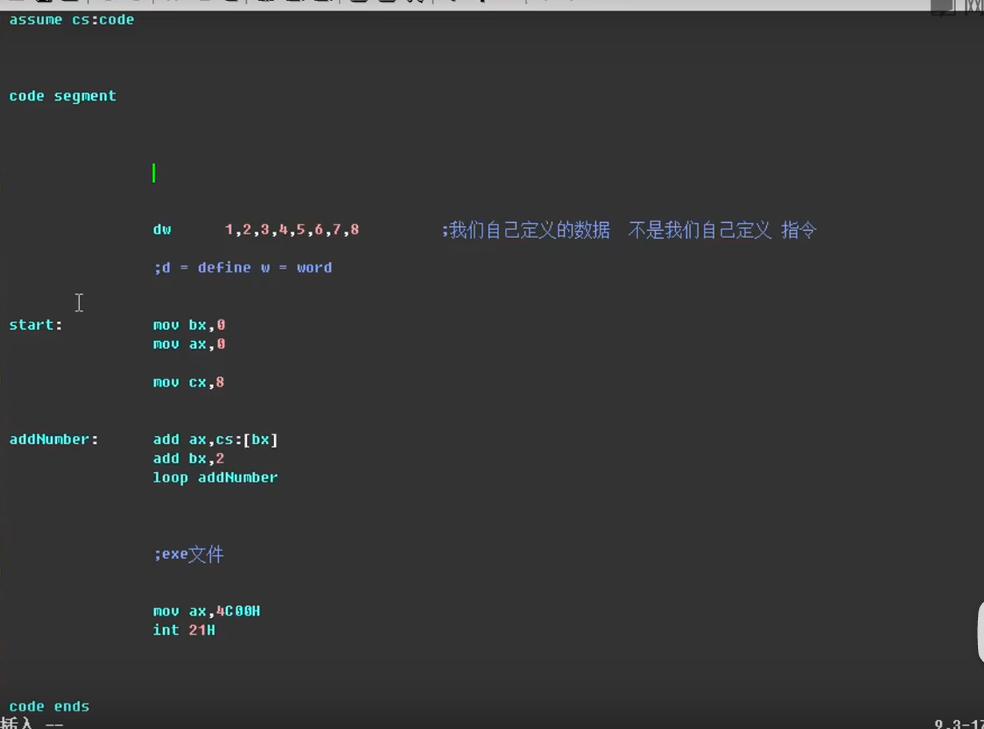 assume cs:code
code segment
dw 1,2,3,4,5,6,7,8 ;我们自己定义的数据 不是我们自己定义 指令
;d = define w = word
start: mov bx,0
mov ax,0
mov cx,8
addNumber: add ax,cs:[bx]
add bx,2
loop addNumber
;exe文件
mov ax,4C00H
int 21H
code ends
插入 --